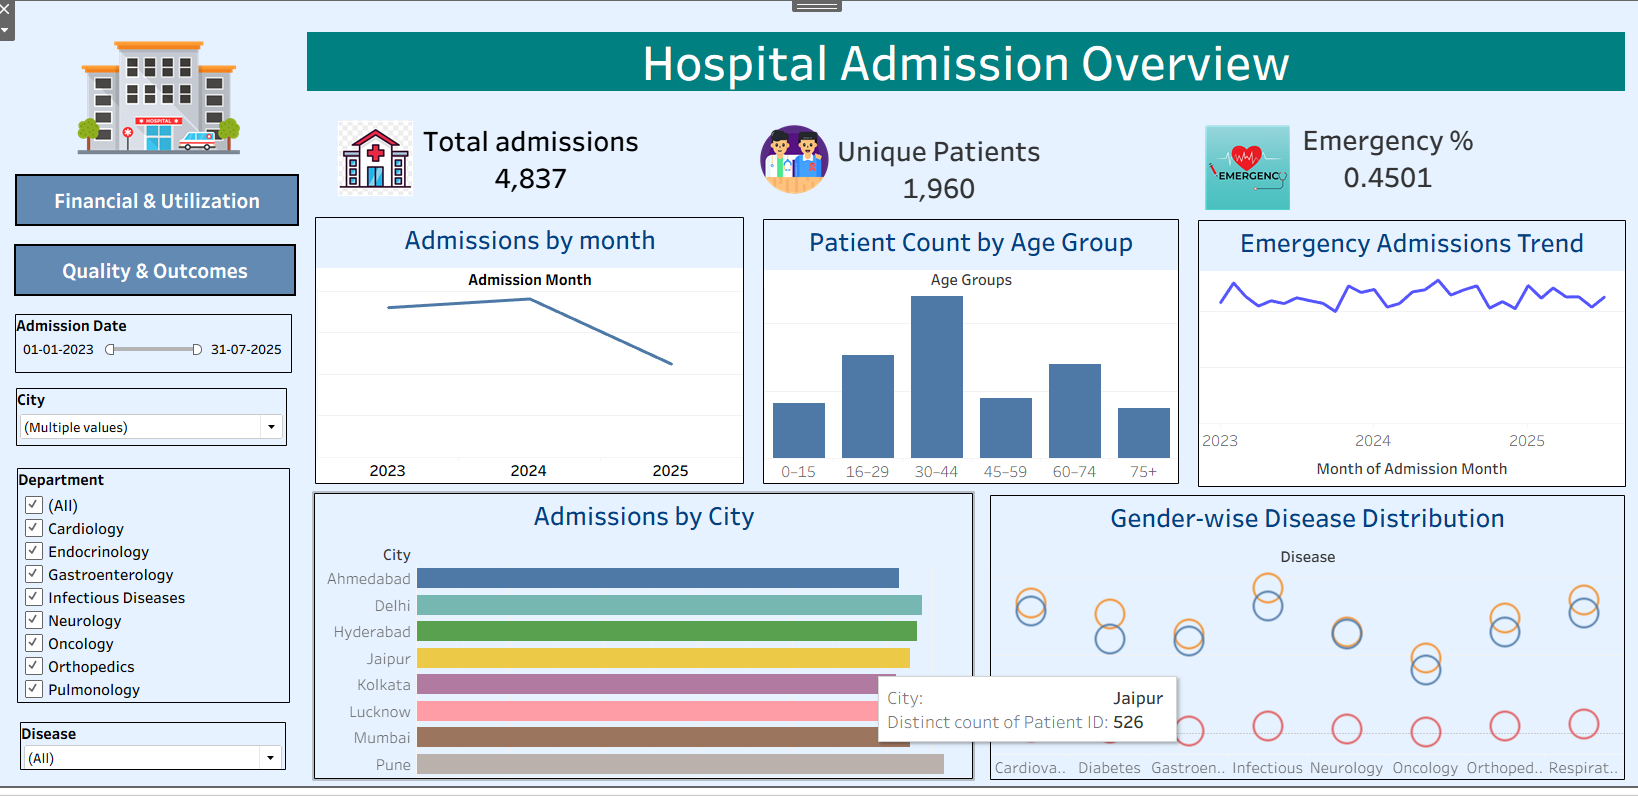 Hospital Admission Overview
HOSPITAL
Total admissions
4,837
Unique Patients
1,960
EMERGENCY
Emergency %
0.4501
Financial & Utilization
Quality & Outcomes
Admission Date
01-01-2023
31-07-2025
City
(Multiple values)
Department
(All)
Cardiology
Endocrinology
Gastroenterology
Infectious Diseases
Neurology
Oncology
Orthopedics
Pulmonology
Disease
(All)
Admissions by month
Admission Month
2023 2024 2025
Patient Count by Age Group
Age Groups
0–15 16–29 30–44 45–59 60–74 75+
Emergency Admissions Trend
2023 2024 2025
Month of Admission Month
Admissions by City
City
Ahmedabad
Delhi
Hyderabad
Jaipur
Kolkata
Lucknow
Mumbai
Pune
City: Jaipur
Distinct count of Patient ID: 526
Gender-wise Disease Distribution
Disease
Cardiova.. Diabetes Gastroen.. Infectious Neurology Oncology Orthoped.. Respirat..